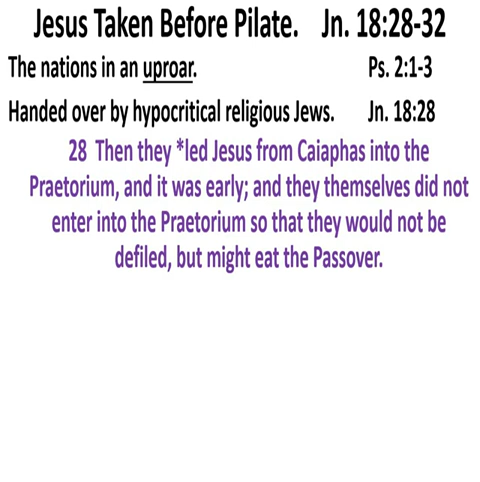 Jesus Taken Before Pilate. Jn. 18:28-32
The nations in an uproar. Ps. 2:1-3
Handed over by hypocritical religious Jews. Jn. 18:28
28 Then they *led Jesus from Caiaphas into the
Praetorium, and it was early; and they themselves did not
enter into the Praetorium so that they would not be
defiled, but might eat the Passover.